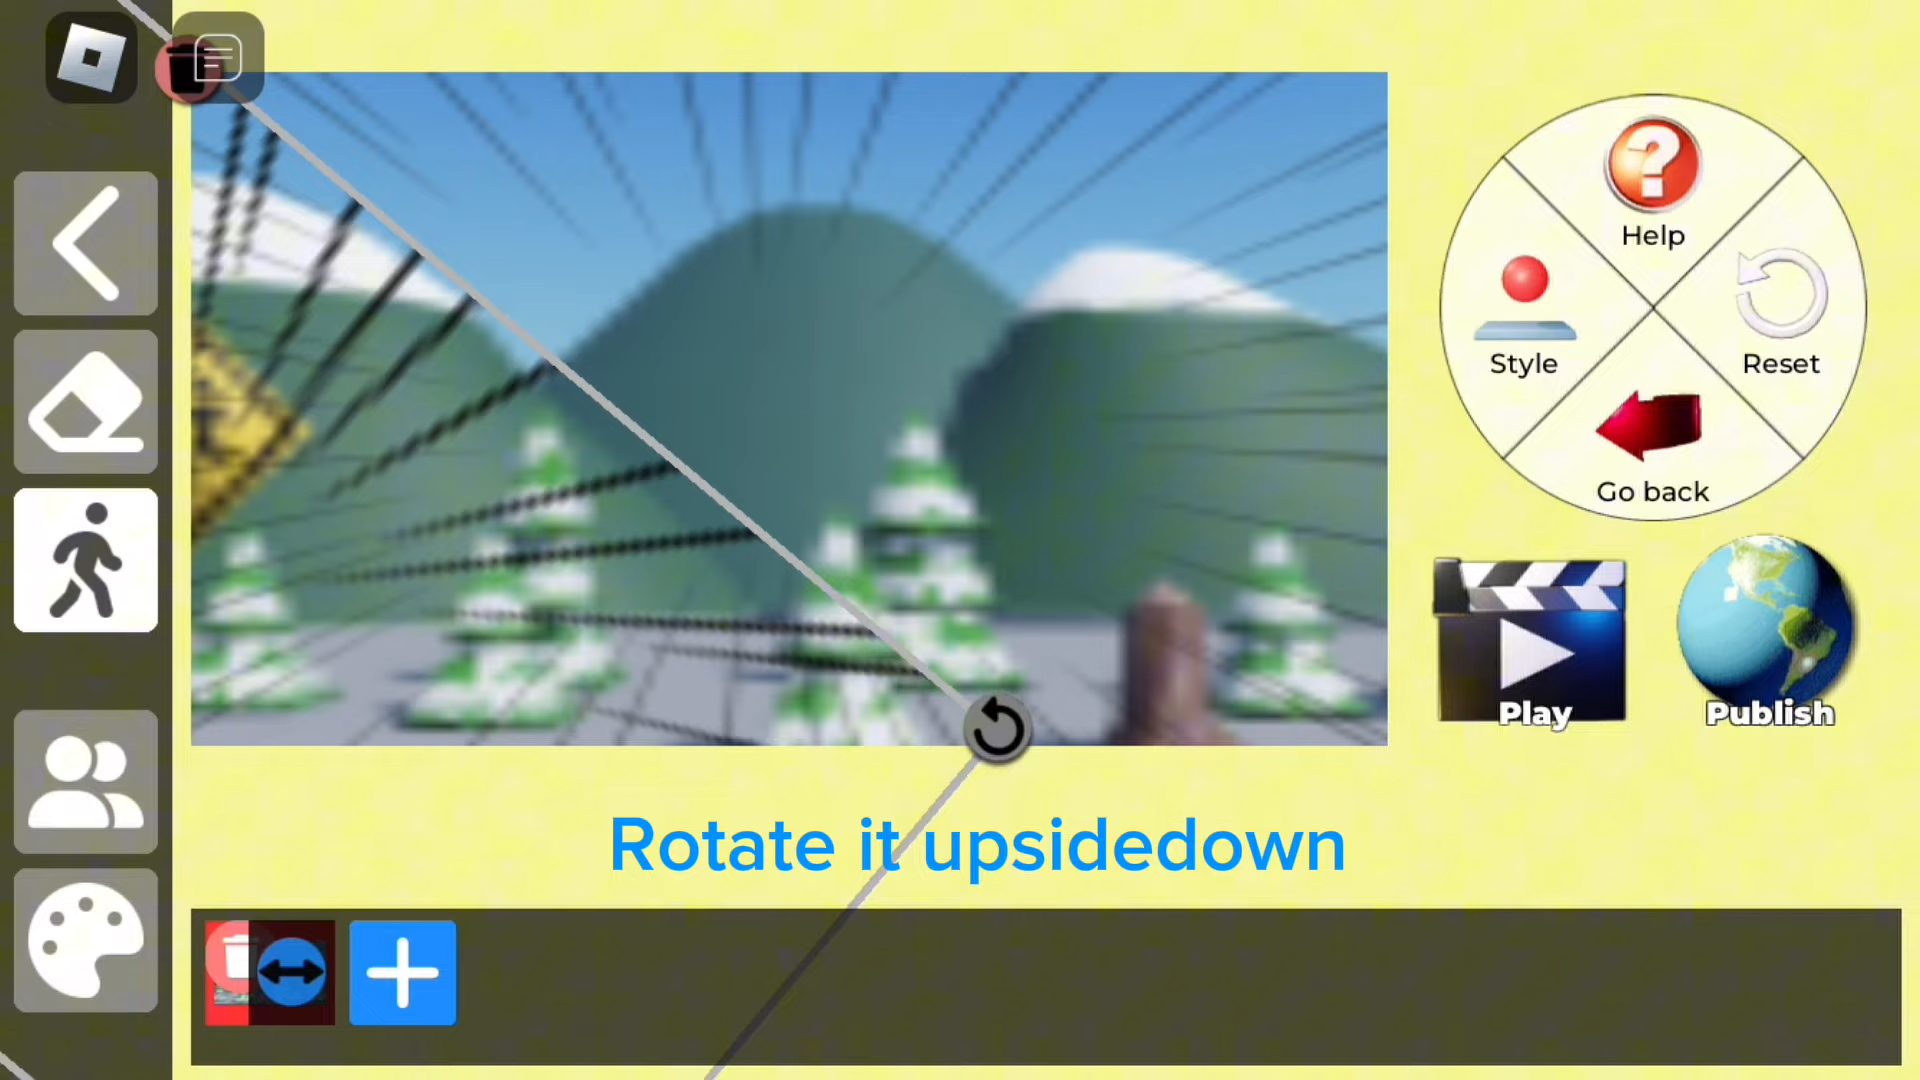 Help
Style
Reset
Go back
Play
Publish
Rotate it upsidedown